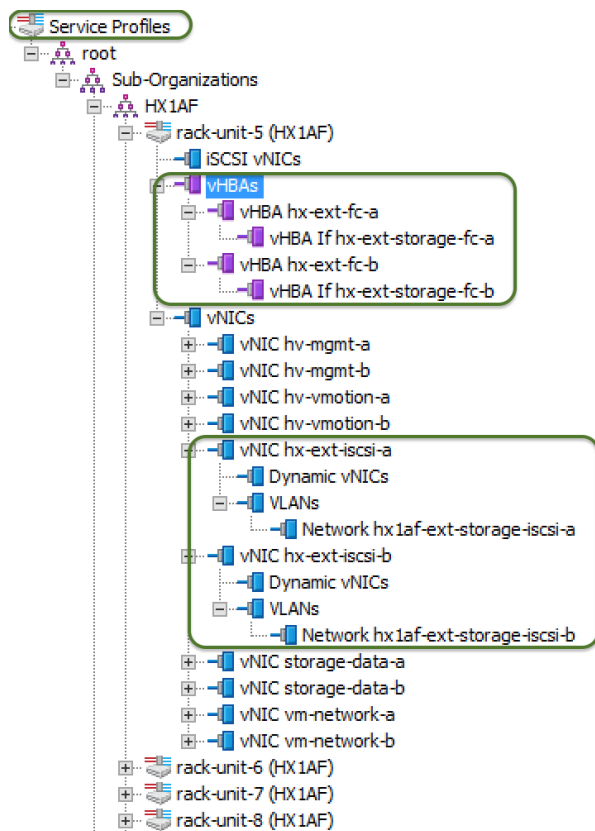 Service Profiles
root
Sub-Organizations
HX1AF
rack-unit-5 (HX1AF)
iSCSI vNICs
vHBAs
vHBA hx-ext-fc-a
vHBA If hx-ext-storage-fc-a
vHBA hx-ext-fc-b
vHBA If hx-ext-storage-fc-b
vNICs
vNIC hv-mgmt-a
vNIC hv-mgmt-b
vNIC hv-vmotion-a
vNIC hv-vmotion-b
vNIC hx-ext-iscsi-a
Dynamic vNICs
VLANs
Network hx1af-ext-storage-iscsi-a
vNIC hx-ext-iscsi-b
Dynamic vNICs
VLANs
Network hx1af-ext-storage-iscsi-b
vNIC storage-data-a
vNIC storage-data-b
vNIC vm-network-a
vNIC vm-network-b
rack-unit-6 (HX1AF)
rack-unit-7 (HX1AF)
rack-unit-8 (HX1AF)